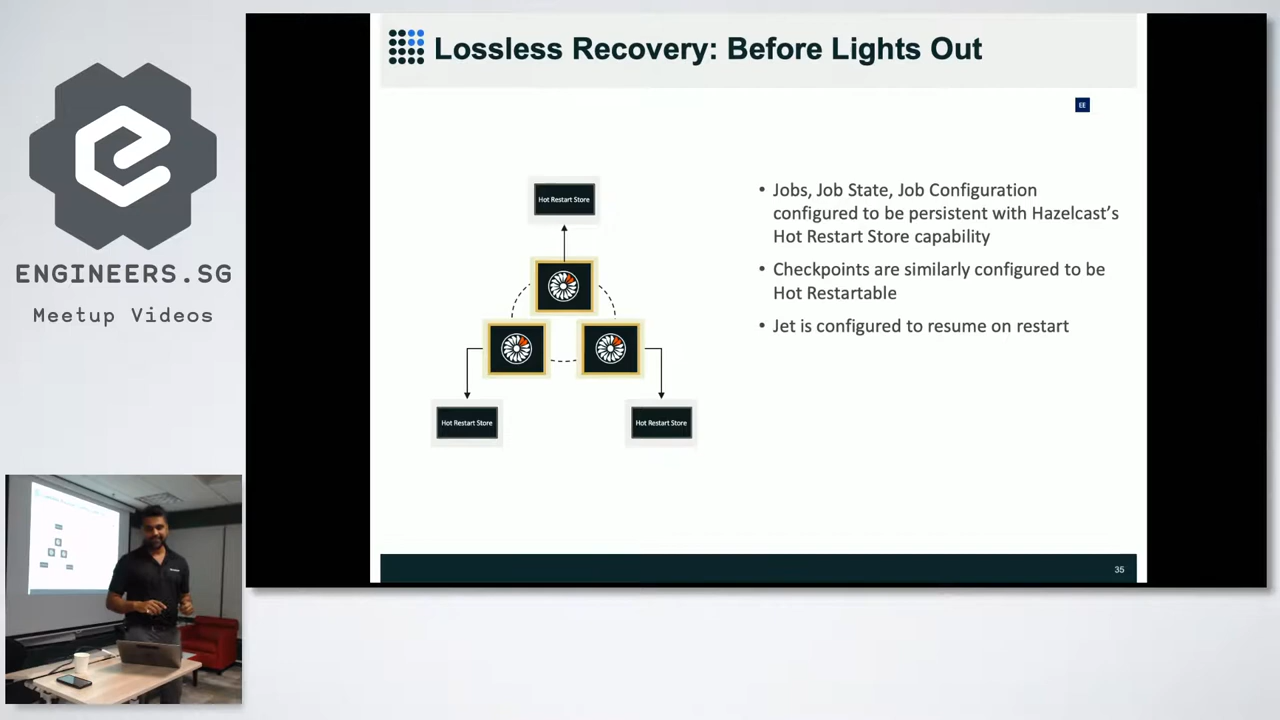 Lossless Recovery: Before Lights Out
EE
Hot Restart Store
Hot Restart Store
Hot Restart Store
• Jobs, Job State, Job Configuration
configured to be persistent with Hazelcast's
Hot Restart Store capability
• Checkpoints are similarly configured to be
Hot Restartable
• Jet is configured to resume on restart
35
ENGINEERS.SG
Meetup Videos